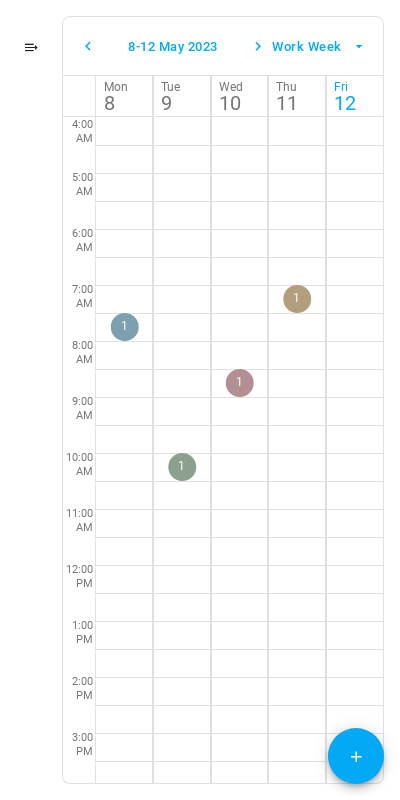 8-12 May 2023
Work Week
Mon
8
Tue
9
Wed
10
Thu
11
Fri
12
4:00
AM
5:00
AM
6:00
AM
7:00
AM
1
1
8:00
AM
1
9:00
AM
10:00
AM
1
11:00
AM
12:00
PM
1:00
PM
2:00
PM
3:00
PM
+